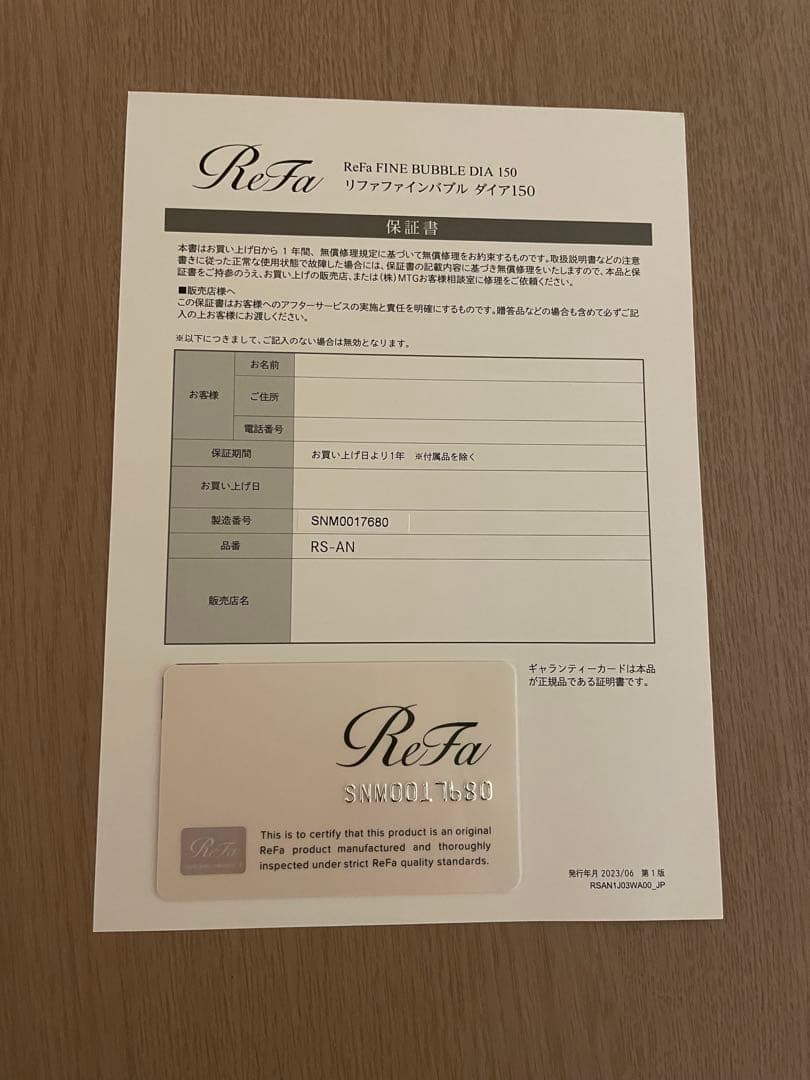 ReFa
ReFa FINE BUBBLE DIA 150
リファファインバブル ダイア150
保証書
本書はお買い上げ日から 1 年間、無償修理規定に基づいて無償修理をお約束するものです。取扱説明書などの注意
書きに従った正常な使用状態で故障した場合には、保証書の記載内容に基づき無償修理をいたしますので、本品と保
証書をご持参のうえ、お買い上げの販売店、または(株)MTGお客様相談室に修理をご依頼ください。
■販売店様へ
この保証書はお客様へのアフターサービスの実施と責任を明確にするものです。贈答品などの場合も含めて必ずご記
入の上お客様にお渡しください。
※以下につきまして、ご記入のない場合は無効となります。
お客様
お名前
ご住所
電話番号
保証期間 お買い上げ日より1年 ※付属品を除く
お買い上げ日
製造番号 SNM0017680
品番 RS-AN
販売店名
ギャランティーカードは本品
が正規品である証明書です。
ReFa
SNM0017680
ReFa
This is to certify that this product is an original
ReFa product manufactured and thoroughly
inspected under strict ReFa quality standards.
発行年月 2023/06 第1版
RSAN1J03WA00_JP